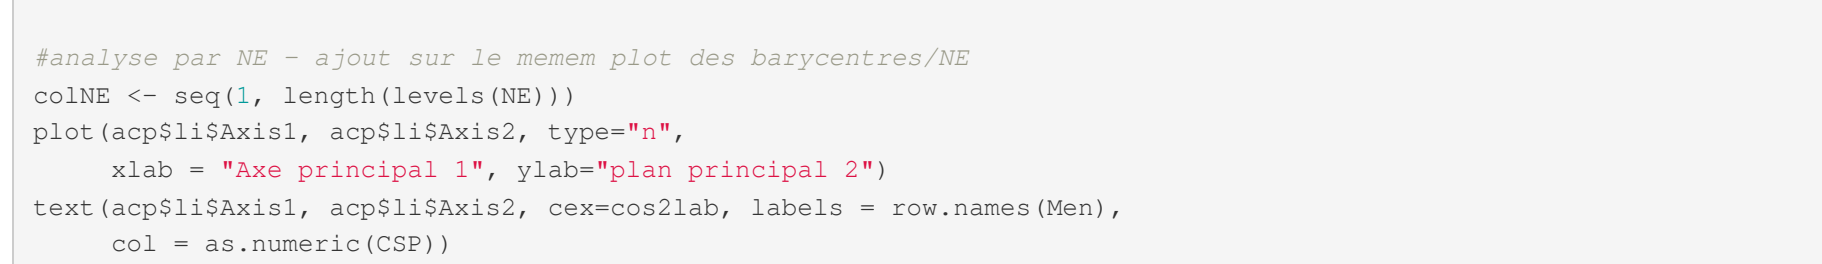 #analyse par NE - ajout sur le memem plot des barycentres/NE
colNE <- seq(1, length(levels(NE)))
plot(acp$li$Axis1, acp$li$Axis2, type="n",
     xlab = "Axe principal 1", ylab="plan principal 2")
text(acp$li$Axis1, acp$li$Axis2, cex=cos2lab, labels = row.names(Men),
     col = as.numeric(CSP))